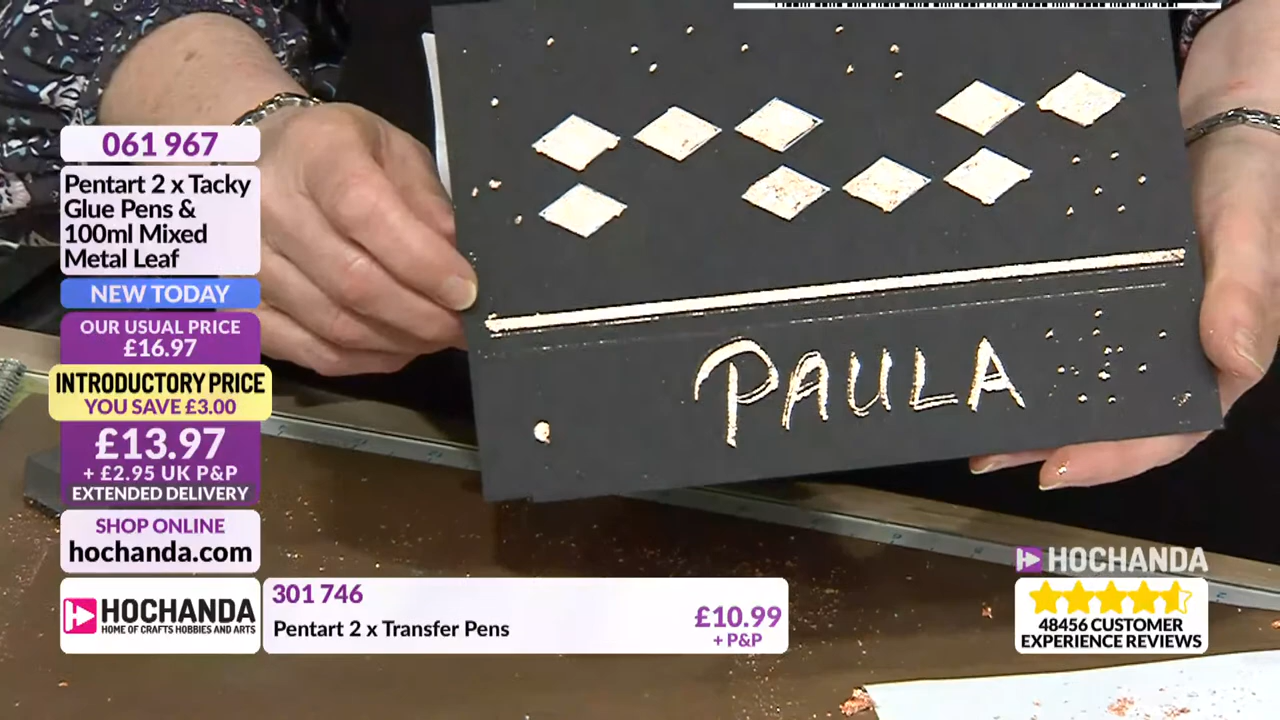 061 967
Pentart 2 x Tacky
Glue Pens &
100ml Mixed
Metal Leaf
NEW TODAY
OUR USUAL PRICE
£16.97
INTRODUCTORY PRICE
YOU SAVE £3.00
£13.97
+ £2.95 UK P&P
EXTENDED DELIVERY
SHOP ONLINE
hochanda.com
HOCHANDA
HOME OF CRAFTS HOBBIES AND ARTS
301 746
Pentart 2 x Transfer Pens
£10.99
+ P&P
PAULA
HOCHANDA
48456 CUSTOMER
EXPERIENCE REVIEWS